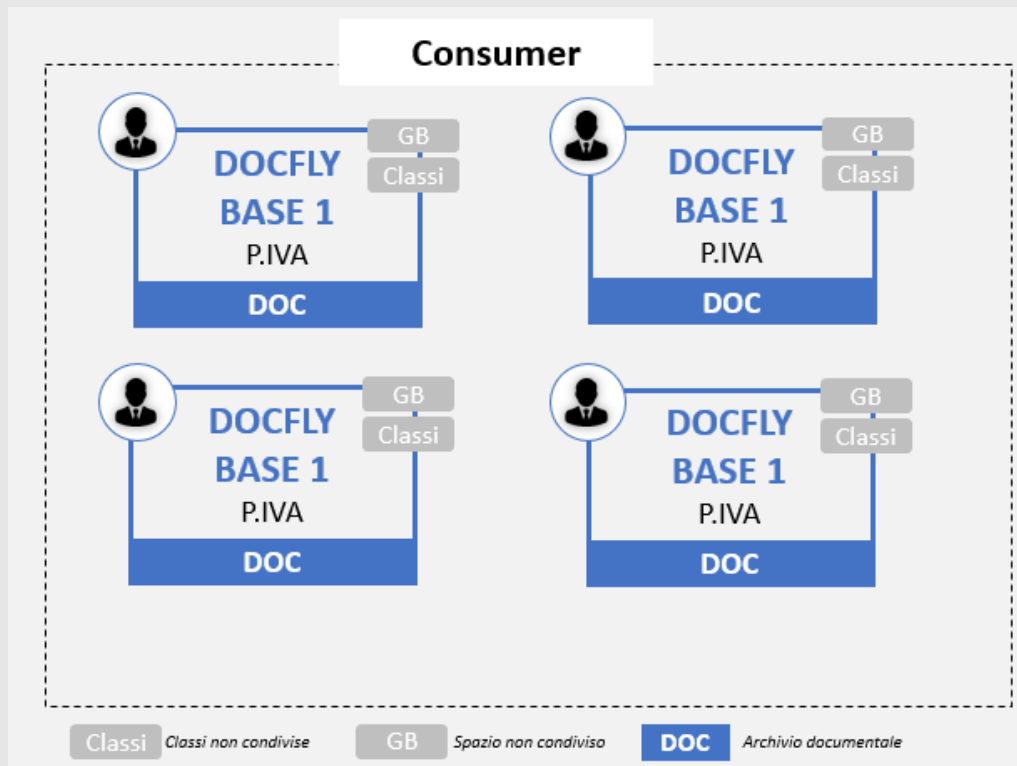 Consumer
GB
Classi
DOCFLY
BASE 1
P.IVA
DOC
GB
Classi
DOCFLY
BASE 1
P.IVA
DOC
GB
Classi
DOCFLY
BASE 1
P.IVA
DOC
GB
Classi
DOCFLY
BASE 1
P.IVA
DOC
Classi Classi non condivise GB Spazio non condiviso DOC Archivio documentale